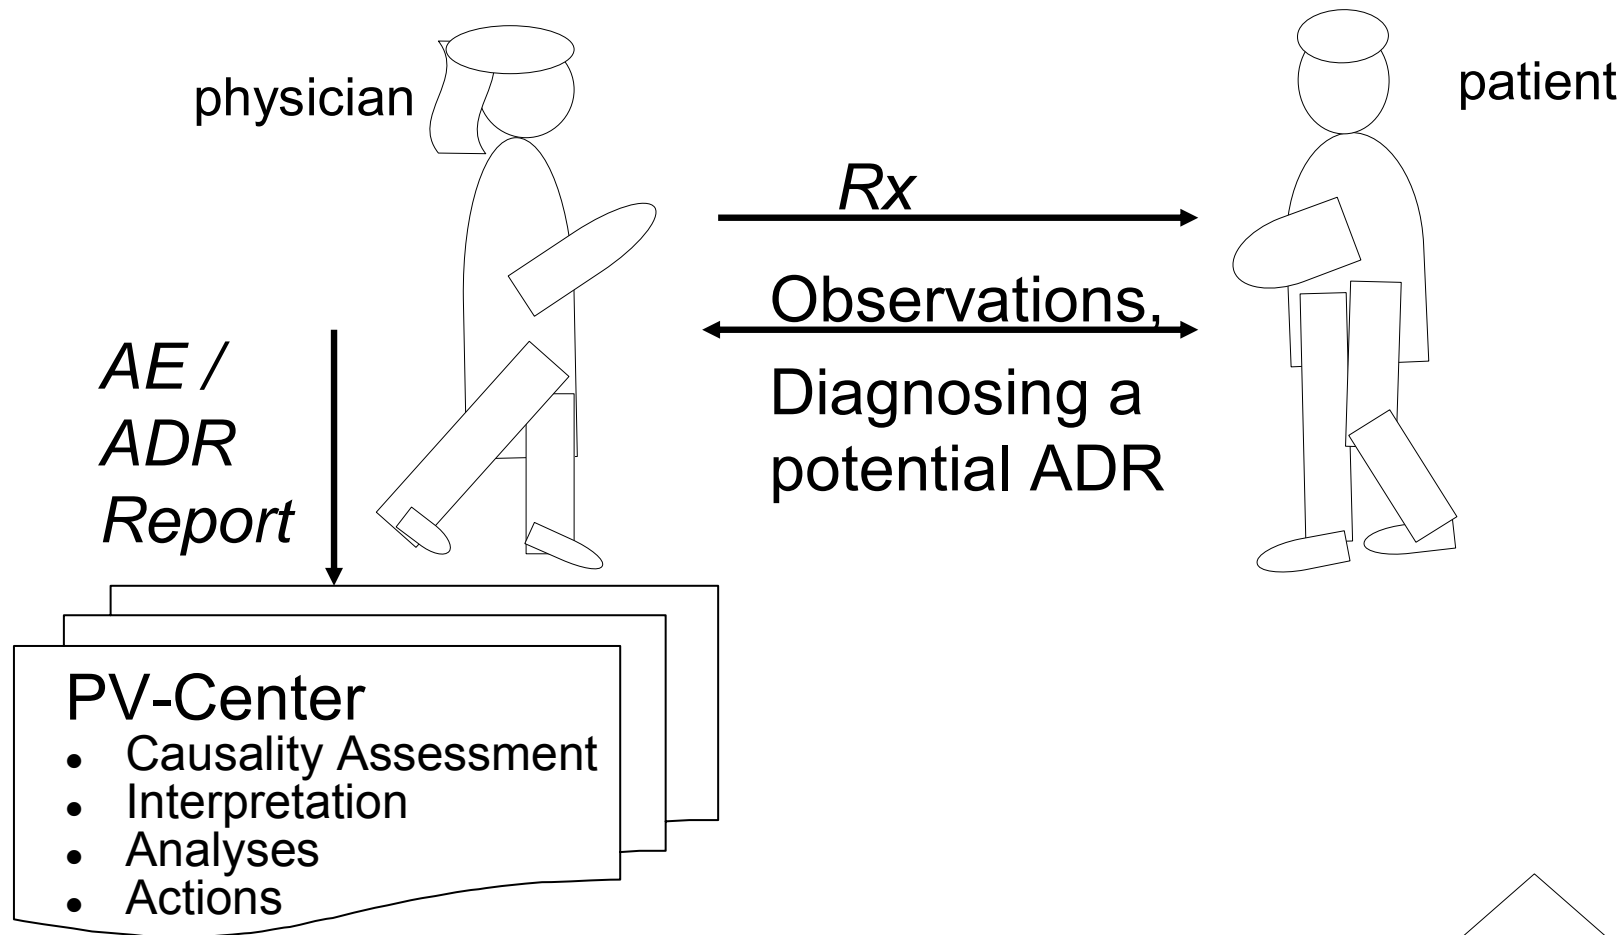 physician
patient
Rx
Observations,
Diagnosing a
potential ADR
AE /
ADR
Report
PV-Center
• Causality Assessment
• Interpretation
• Analyses
• Actions